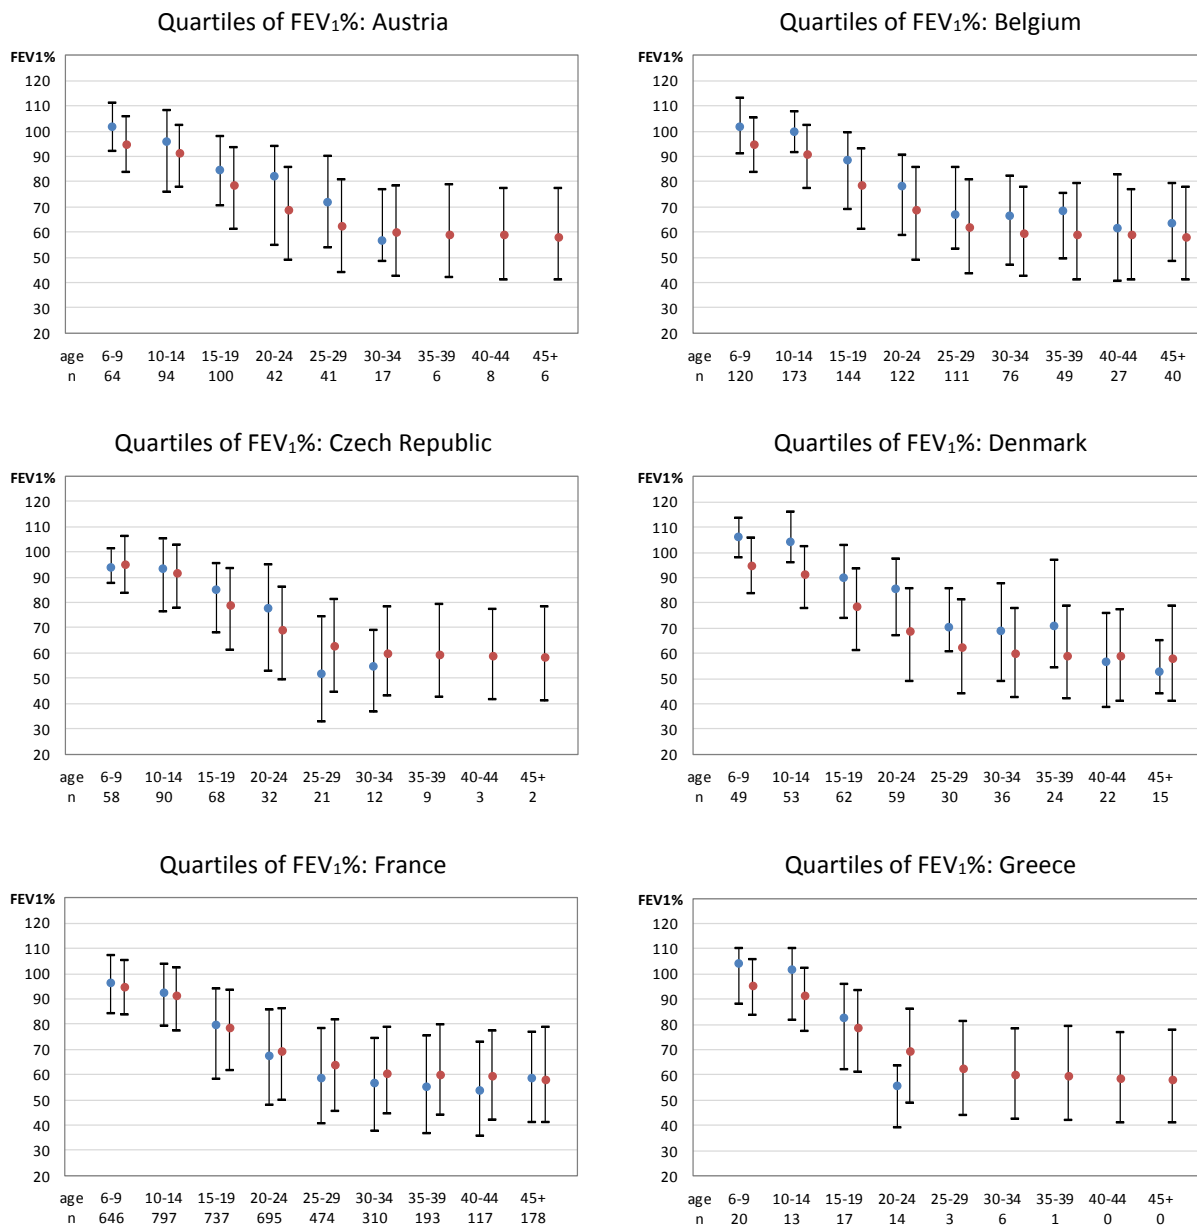 Quartiles of FEV₁%: Austria
FEV1%
120
110
100
90
80
70
60
50
40
30
20
age 6-9 10-14 15-19 20-24 25-29 30-34 35-39 40-44 45+
n 64 94 100 42 41 17 6 8 6
Quartiles of FEV₁%: Belgium
FEV1%
120
110
100
90
80
70
60
50
40
30
20
age 6-9 10-14 15-19 20-24 25-29 30-34 35-39 40-44 45+
n 120 173 144 122 111 76 49 27 40
Quartiles of FEV₁%: Czech Republic
FEV1%
120
110
100
90
80
70
60
50
40
30
20
age 6-9 10-14 15-19 20-24 25-29 30-34 35-39 40-44 45+
n 58 90 68 32 21 12 9 3 2
Quartiles of FEV₁%: Denmark
FEV1%
120
110
100
90
80
70
60
50
40
30
20
age 6-9 10-14 15-19 20-24 25-29 30-34 35-39 40-44 45+
n 49 53 62 59 30 36 24 22 15
Quartiles of FEV₁%: France
FEV1%
120
110
100
90
80
70
60
50
40
30
20
age 6-9 10-14 15-19 20-24 25-29 30-34 35-39 40-44 45+
n 646 797 737 695 474 310 193 117 178
Quartiles of FEV₁%: Greece
FEV1%
120
110
100
90
80
70
60
50
40
30
20
age 6-9 10-14 15-19 20-24 25-29 30-34 35-39 40-44 45+
n 20 13 17 14 3 6 1 0 0